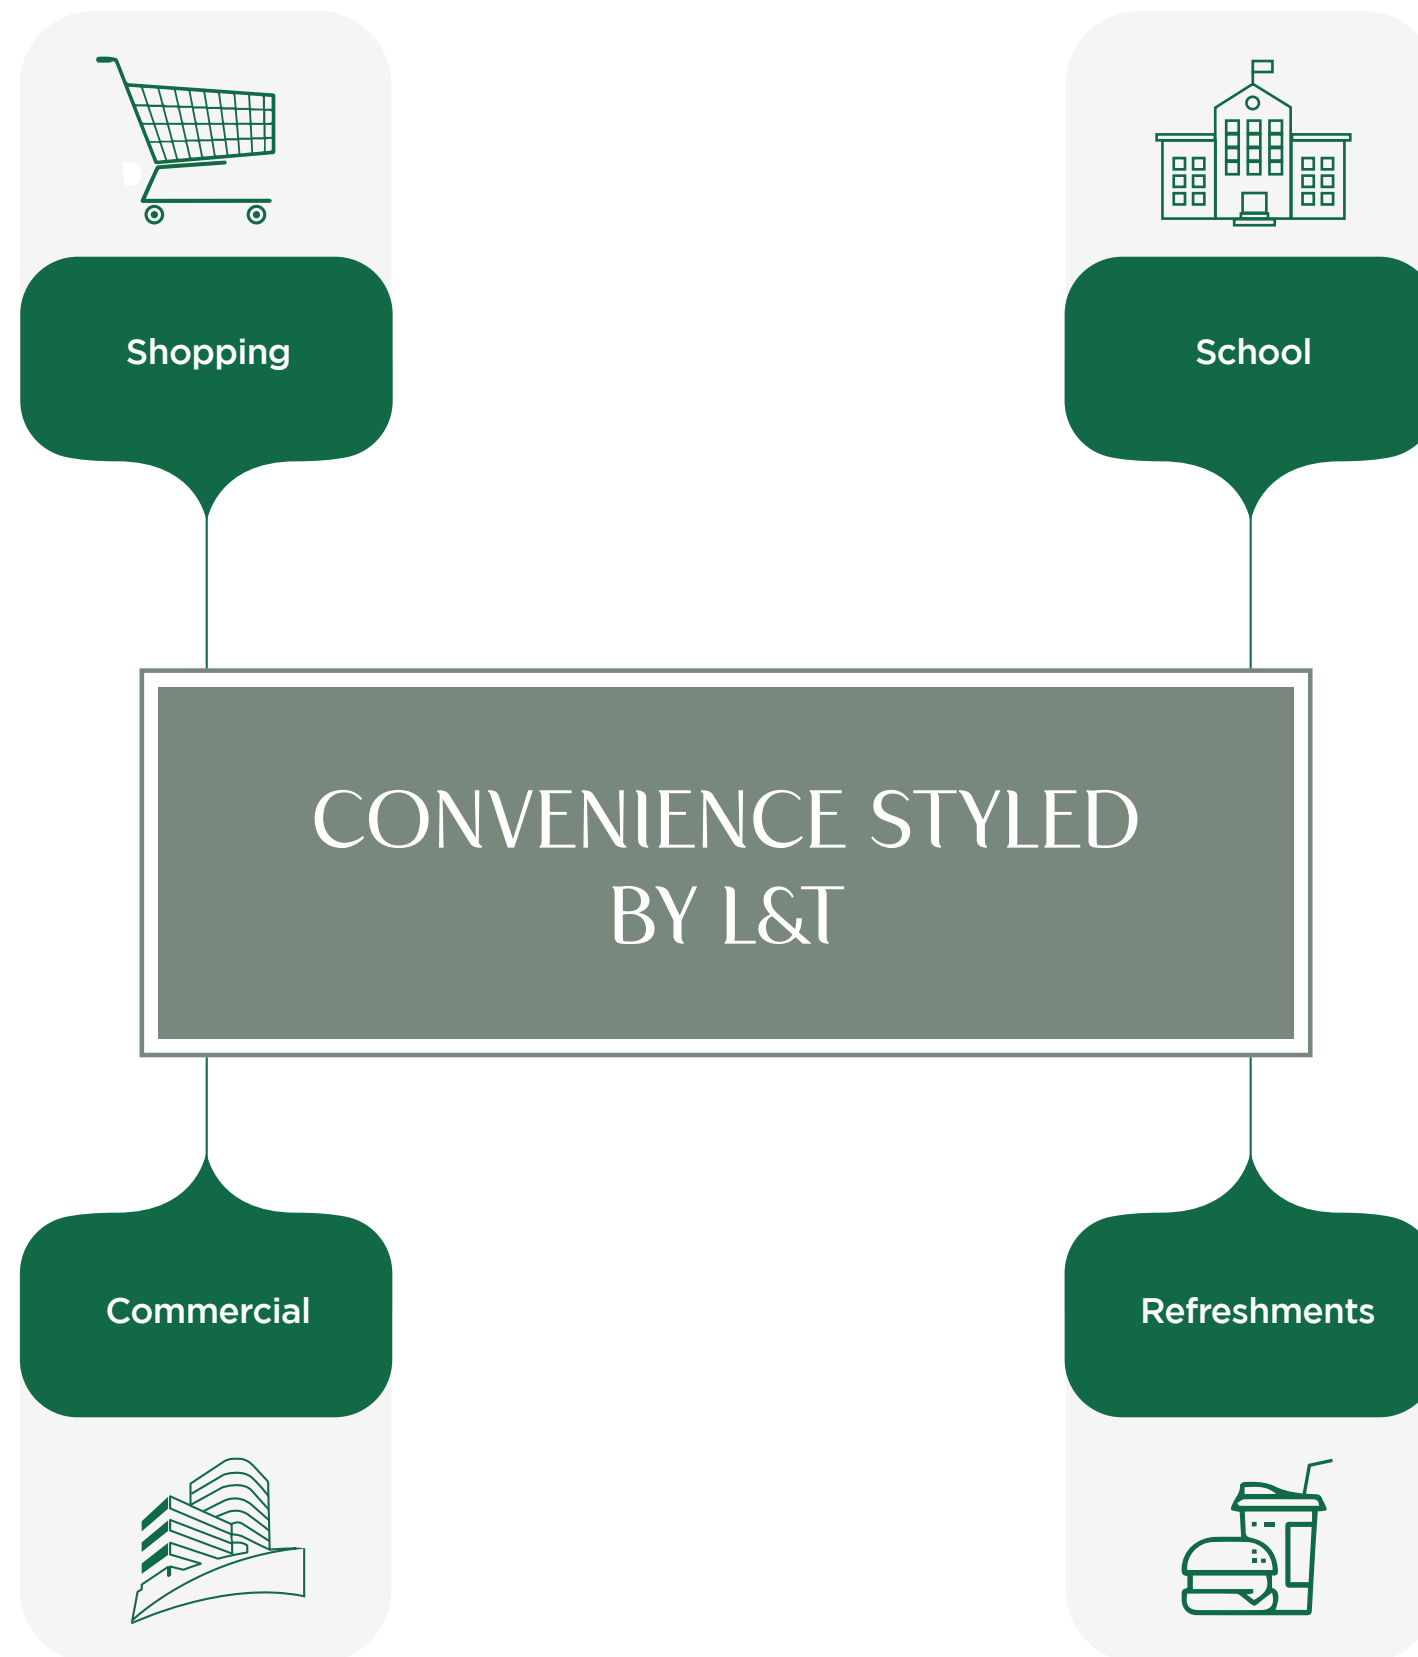 Shopping
School
CONVENIENCE STYLED
BY L&T
Commercial
Refreshments